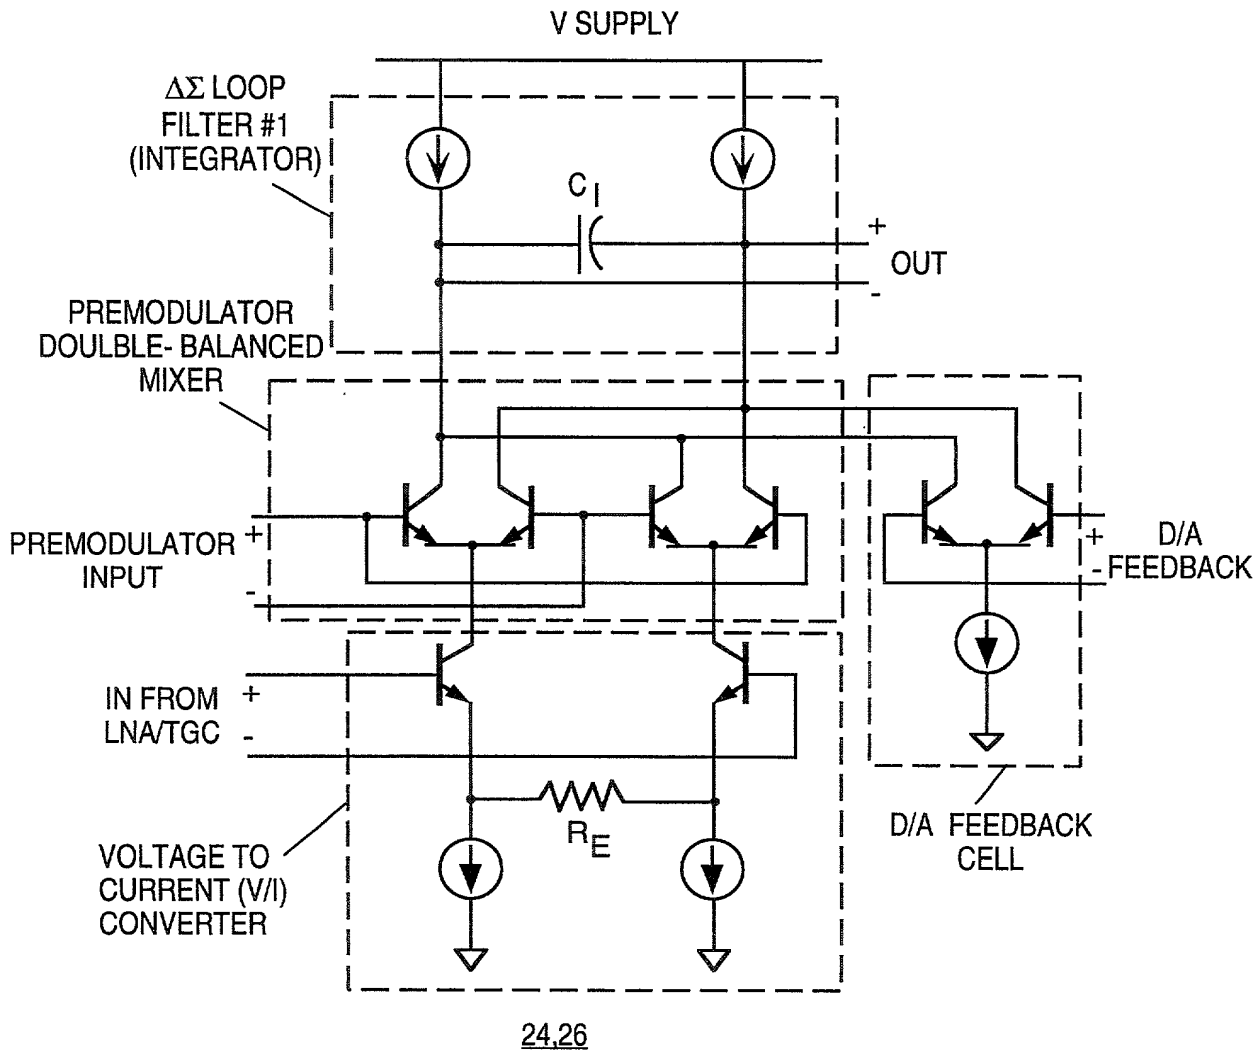 V SUPPLY
ΔΣ LOOP
FILTER #1
(INTEGRATOR)
C I
+
OUT
-
PREMODULATOR
DOULBLE- BALANCED
MIXER
+
PREMODULATOR
INPUT
-
+
D/A
-
FEEDBACK
+
IN FROM
LNA/TGC
-
RE
D/A FEEDBACK
CELL
VOLTAGE TO
CURRENT (V/I)
CONVERTER
24,26